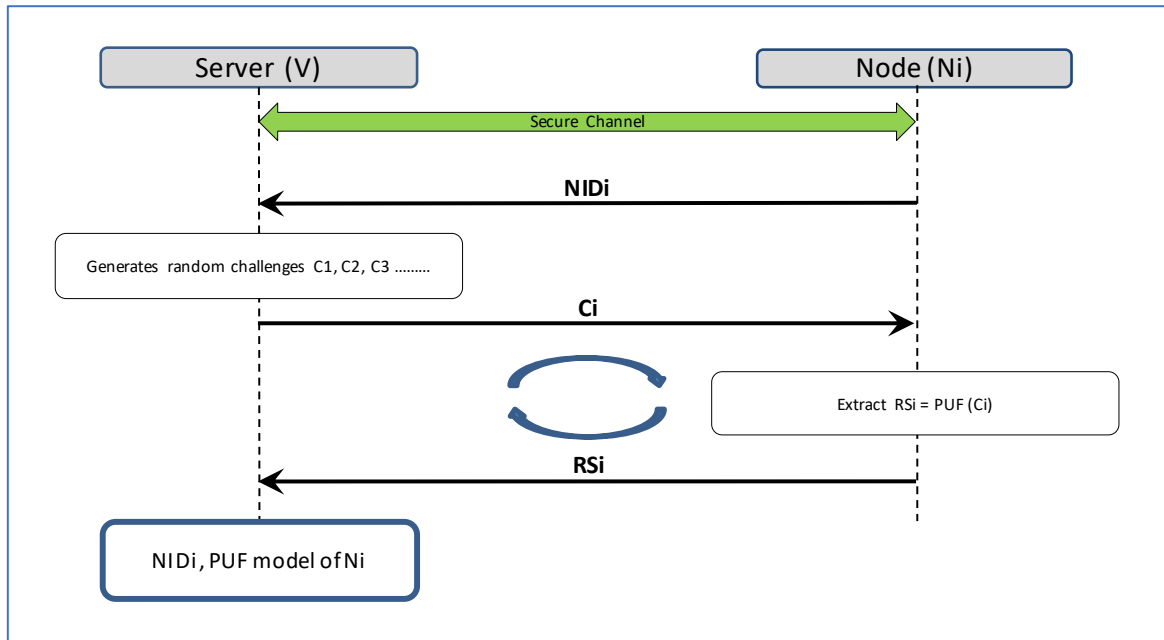 Server (V)
Node (Ni)
Secure Channel
NIDi
Generates random challenges C1, C2, C3 .........
Ci
Extract RSi = PUF (Ci)
RSi
NIDi, PUF model of Ni